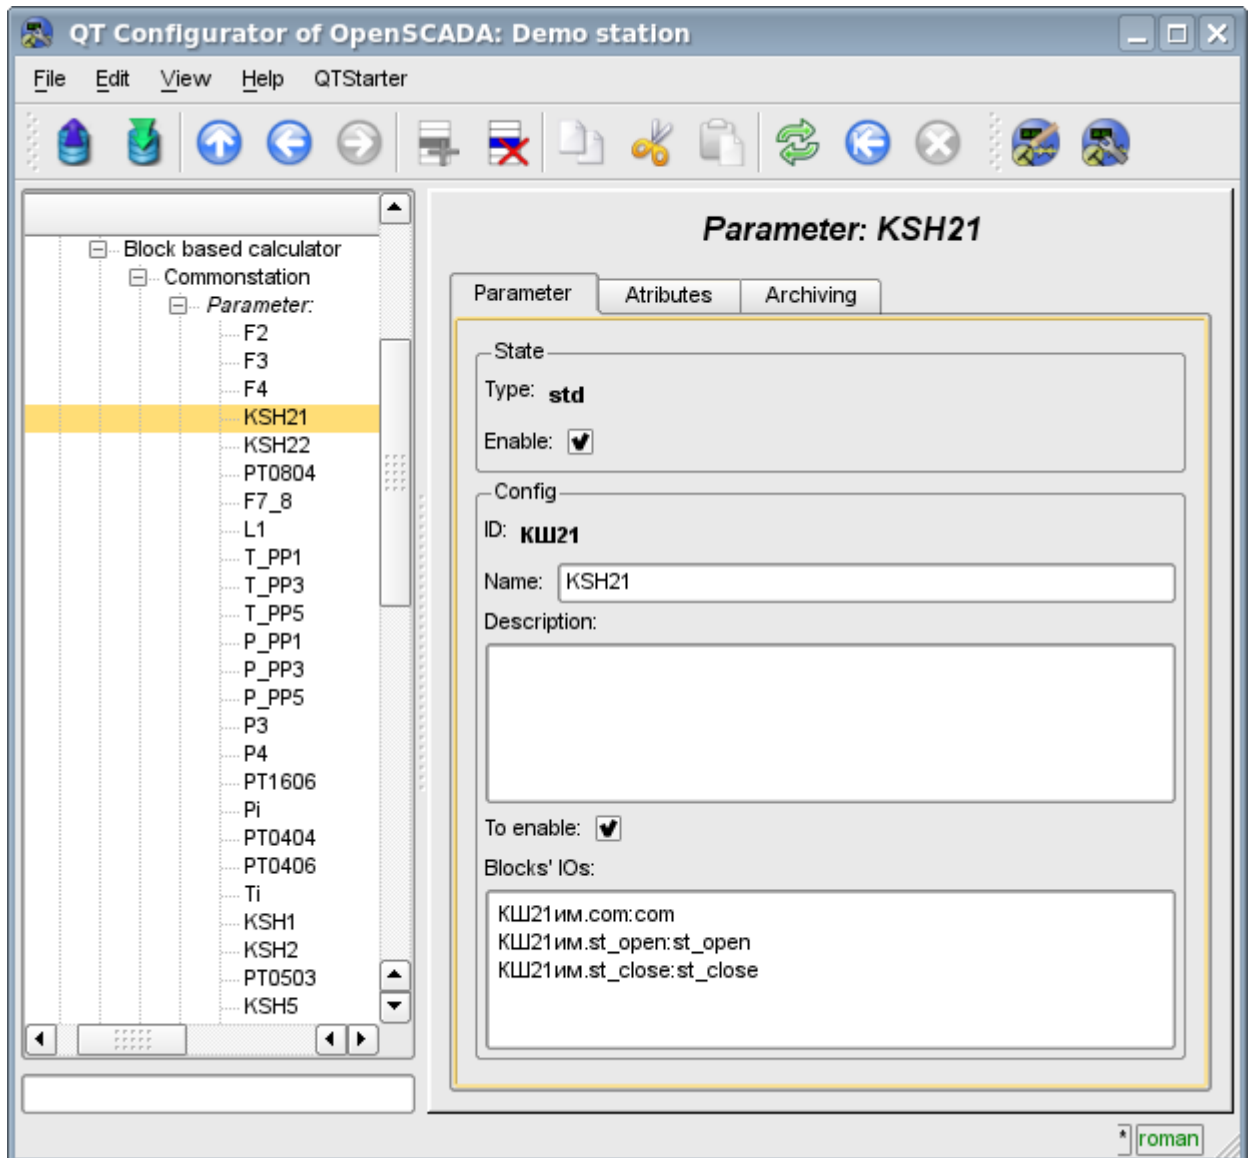 QT Configurator of OpenSCADA: Demo station
File Edit View Help QTStarter
Block based calculator
Commonstation
Parameter:
F2
F3
F4
KSH21
KSH22
PT0804
F7_8
L1
T_PP1
T_PP3
T_PP5
P_PP1
P_PP3
P_PP5
P3
P4
PT1606
Pi
PT0404
PT0406
Ti
KSH1
KSH2
PT0503
KSH5
Parameter: KSH21
Parameter Atributes Archiving
State
Type: std
Enable:
Config
ID: КШ21
Name: KSH21
Description:
To enable:
Blocks' IOs:
КШ21им.com:com
КШ21им.st_open:st_open
КШ21им.st_close:st_close
* roman